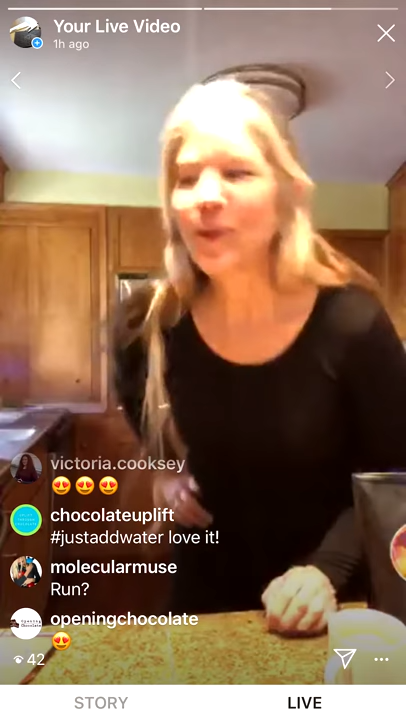 Your Live Video
1h ago
victoria.cooksey
😍😍😍
chocolateuplift
#justaddwater love it!
molecularmuse
Run?
openingchocolate
😍
42
STORY LIVE